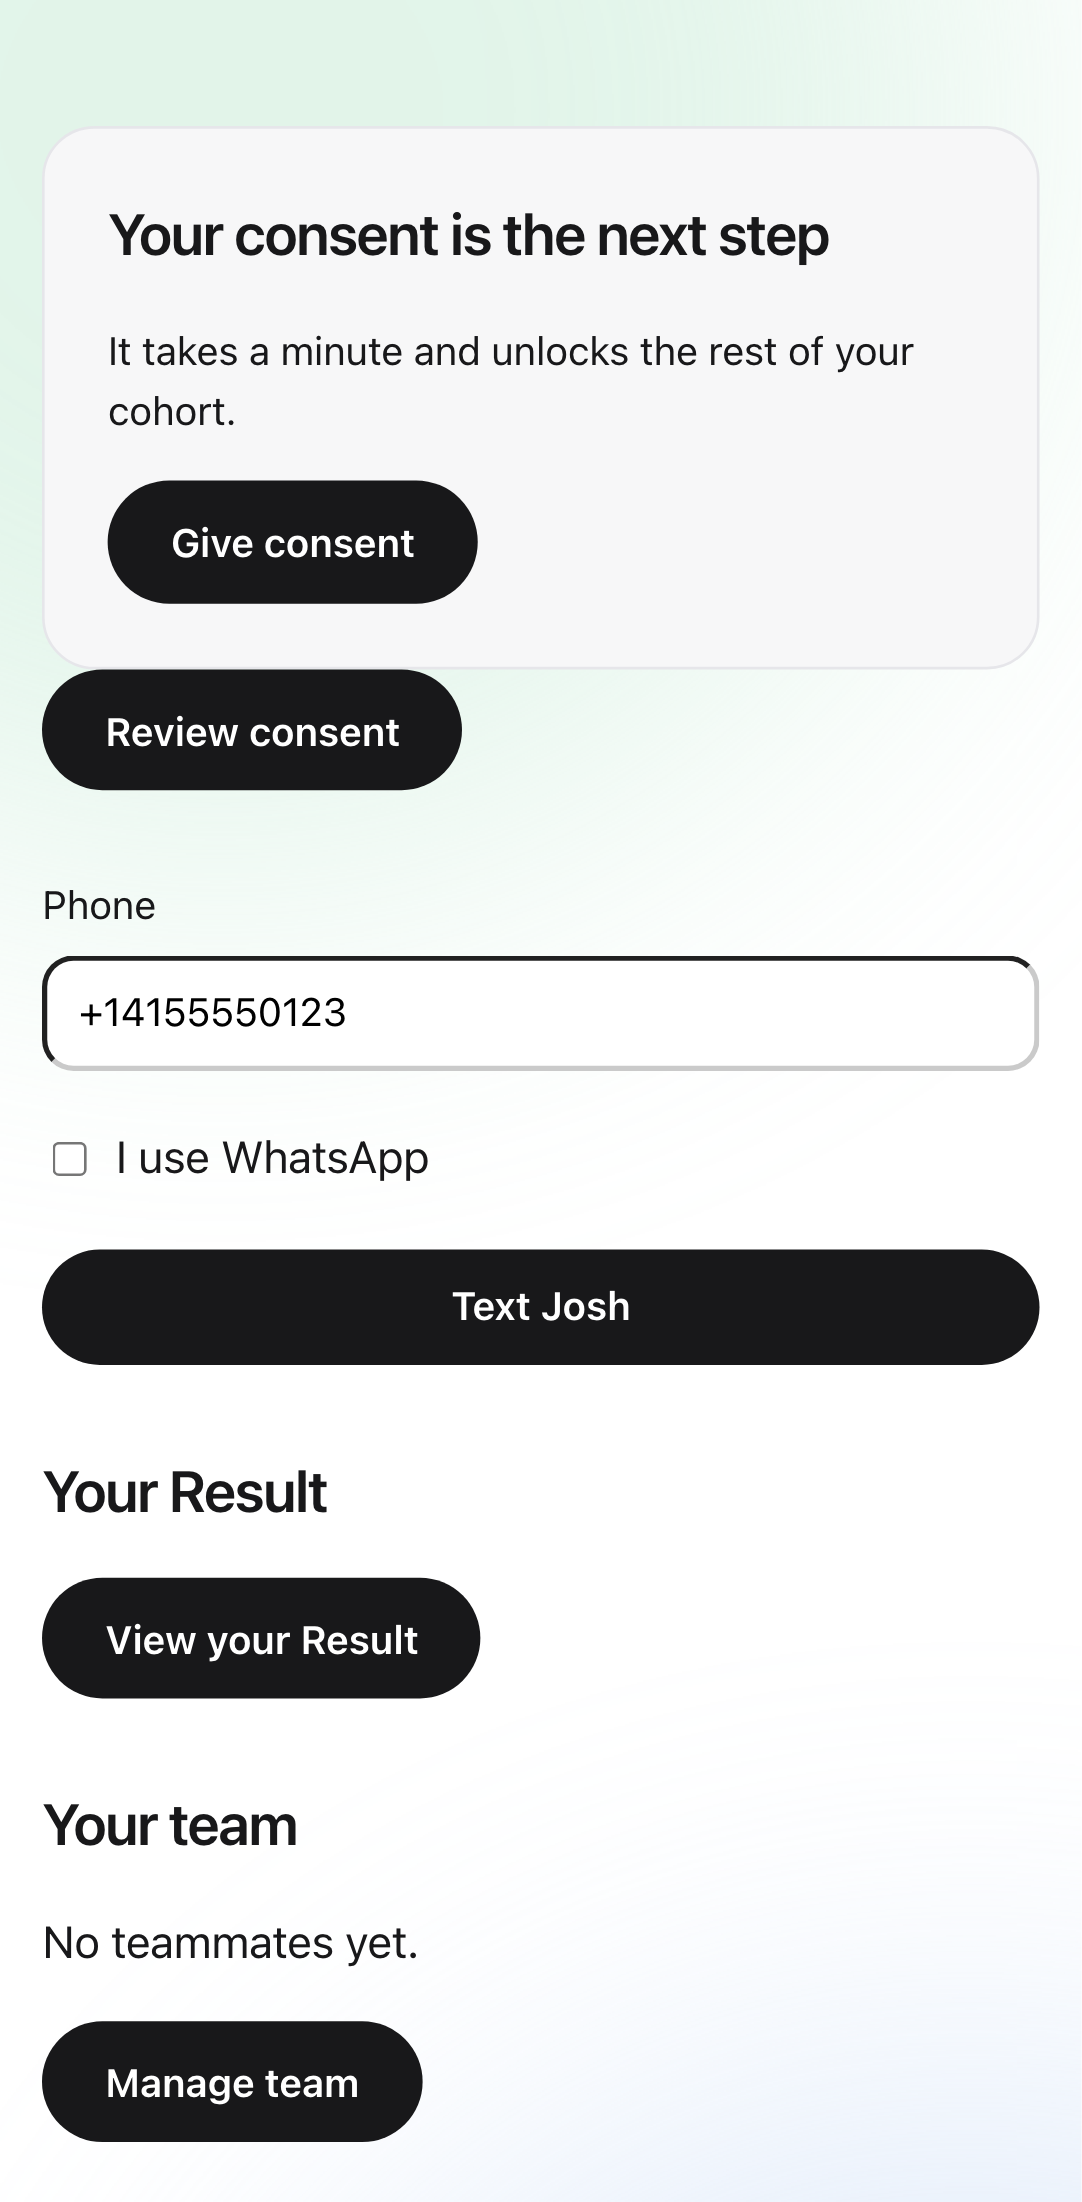 Your consent is the next step
It takes a minute and unlocks the rest of your
cohort.
Give consent
Review consent
Phone
+14155550123
I use WhatsApp
Text Josh
Your Result
View your Result
Your team
No teammates yet.
Manage team